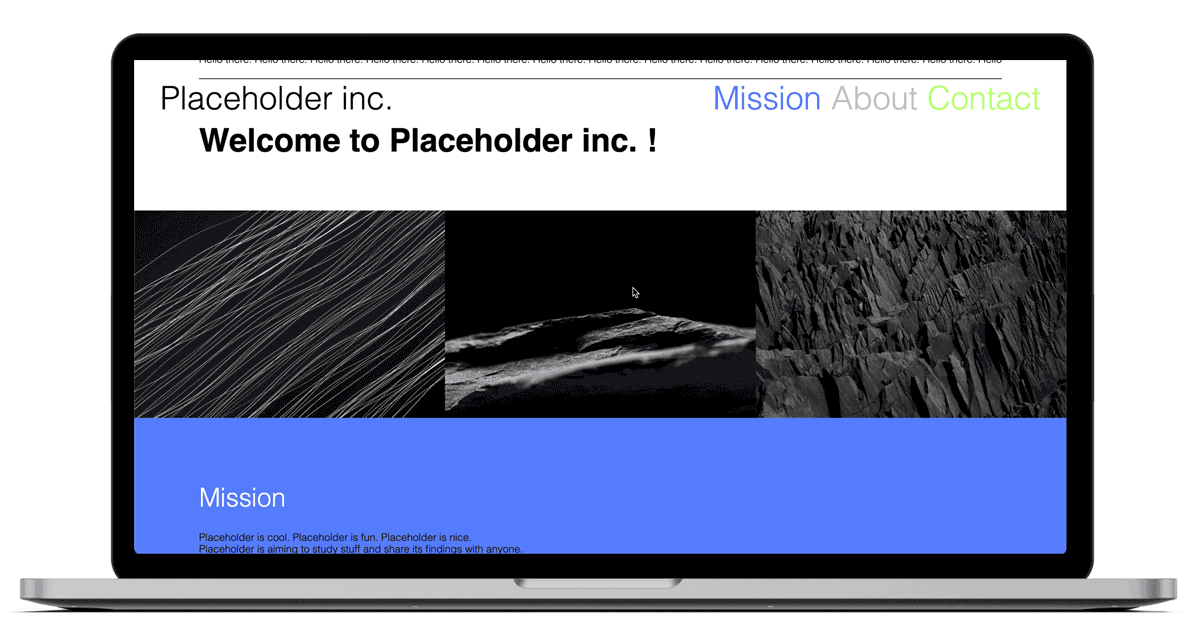 Hello there. Hello there. Hello there. Hello there. Hello there. Hello there. Hello there. Hello there. Hello there. Hello there. Hello there. Hello there. Hello there. Hello there. Hello
Placeholder inc.
Mission About Contact
Welcome to Placeholder inc. !
Mission
Placeholder is cool. Placeholder is fun. Placeholder is nice.
Placeholder is aiming to study stuff and share its findings with anyone.